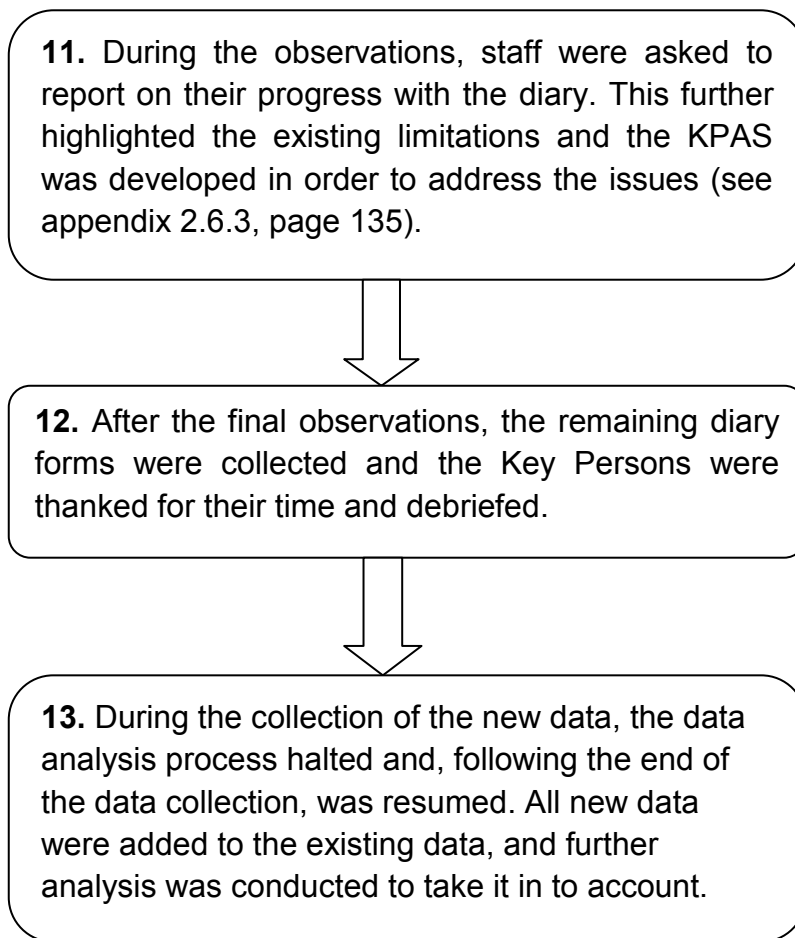 11. During the observations, staff were asked to
report on their progress with the diary. This further
highlighted the existing limitations and the KPAS
was developed in order to address the issues (see
appendix 2.6.3, page 135).
12. After the final observations, the remaining diary
forms were collected and the Key Persons were
thanked for their time and debriefed.
13. During the collection of the new data, the data
analysis process halted and, following the end of
the data collection, was resumed. All new data
were added to the existing data, and further
analysis was conducted to take it in to account.